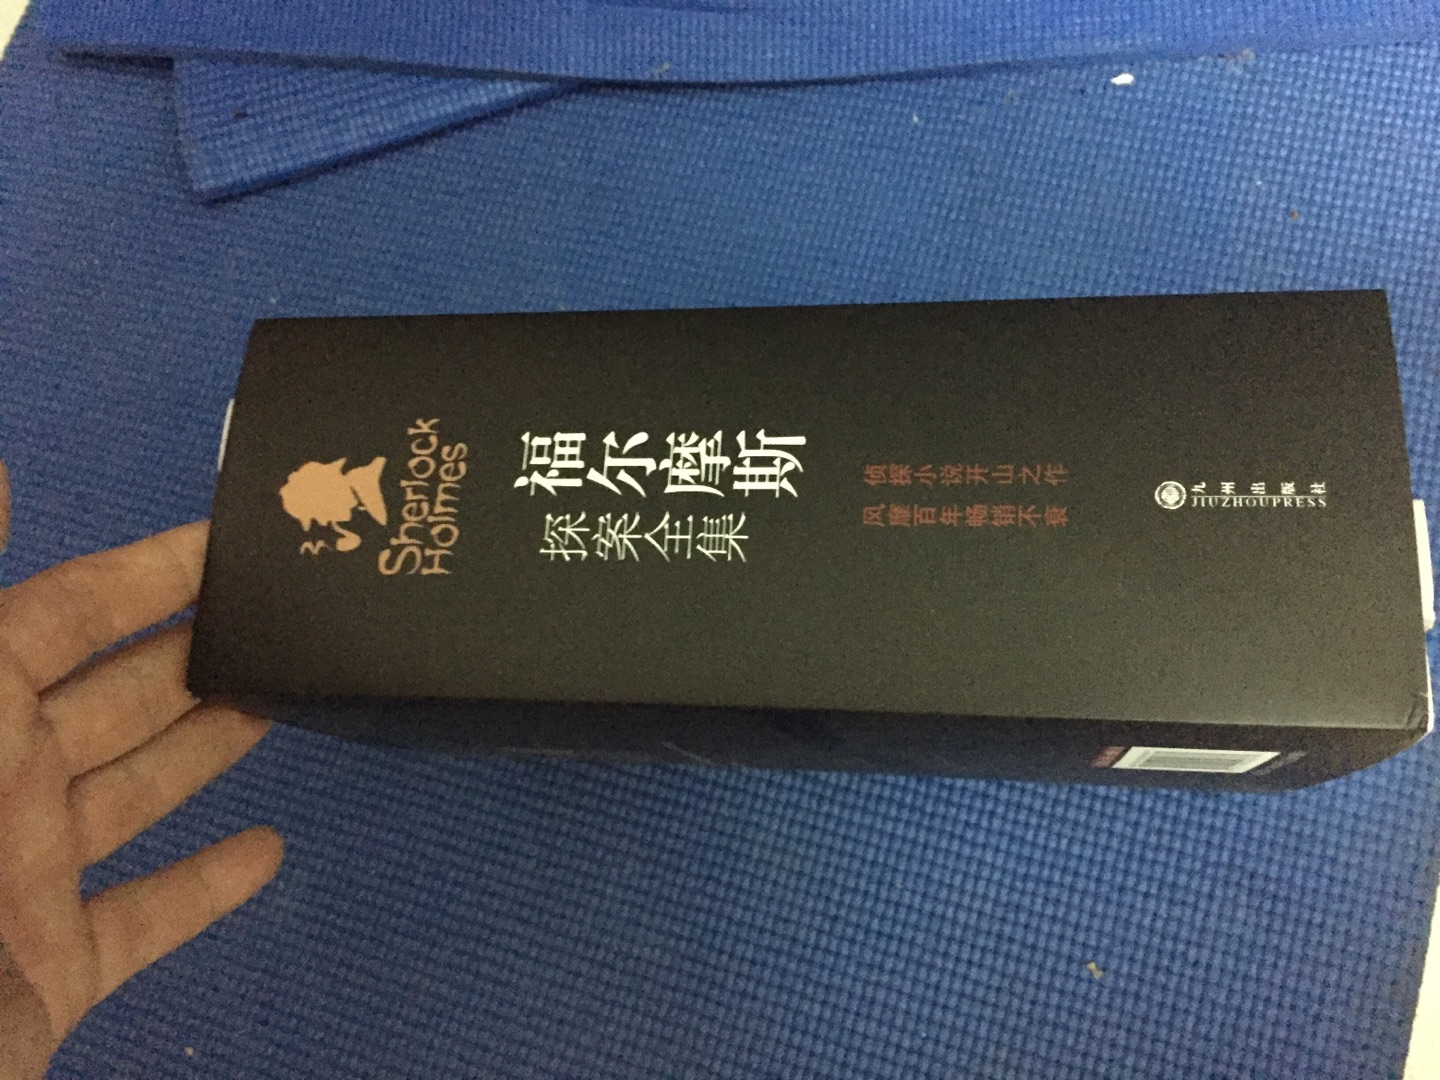 Sherlock
Holmes
福尔摩斯
探案全集
侦探小说开山之作
风靡百年畅销不衰
九州出版社
JIUZHOUPRESS